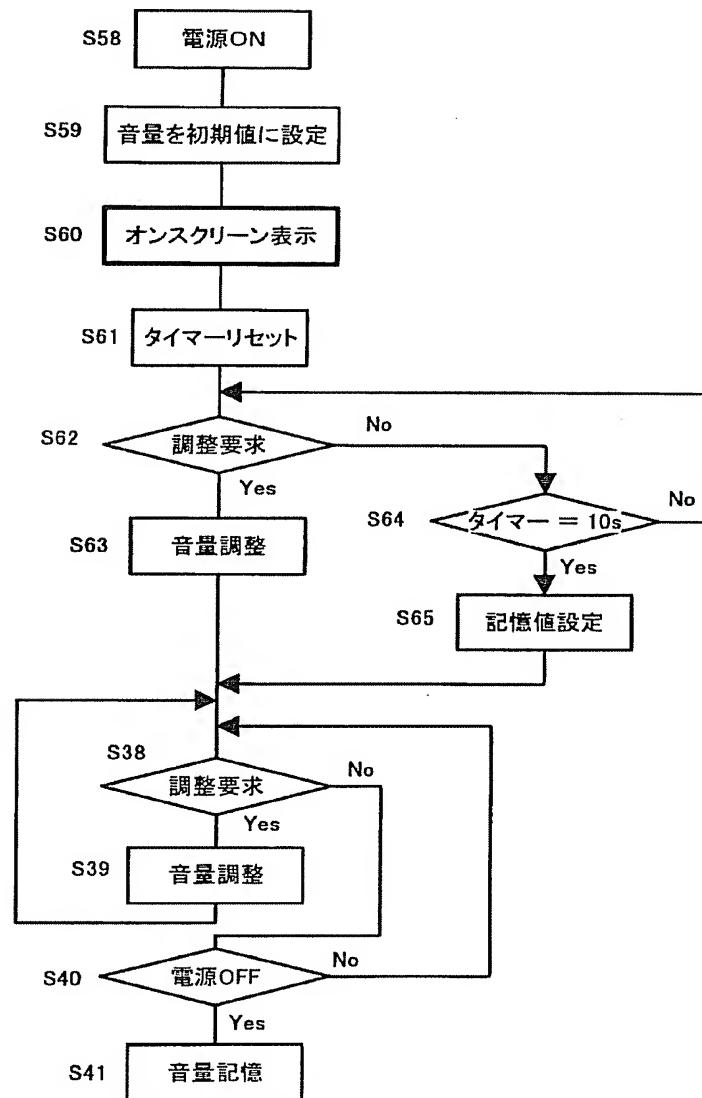 S58
電源ON
S59
音量を初期値に設定
S60
オンスクリーン表示
S61
タイマーリセット
S62
調整要求
No
Yes
S63
音量調整
S64
タイマー = 10s
No
Yes
S65
記憶値設定
S38
調整要求
No
Yes
S39
音量調整
S40
電源OFF
No
Yes
S41
音量記憶